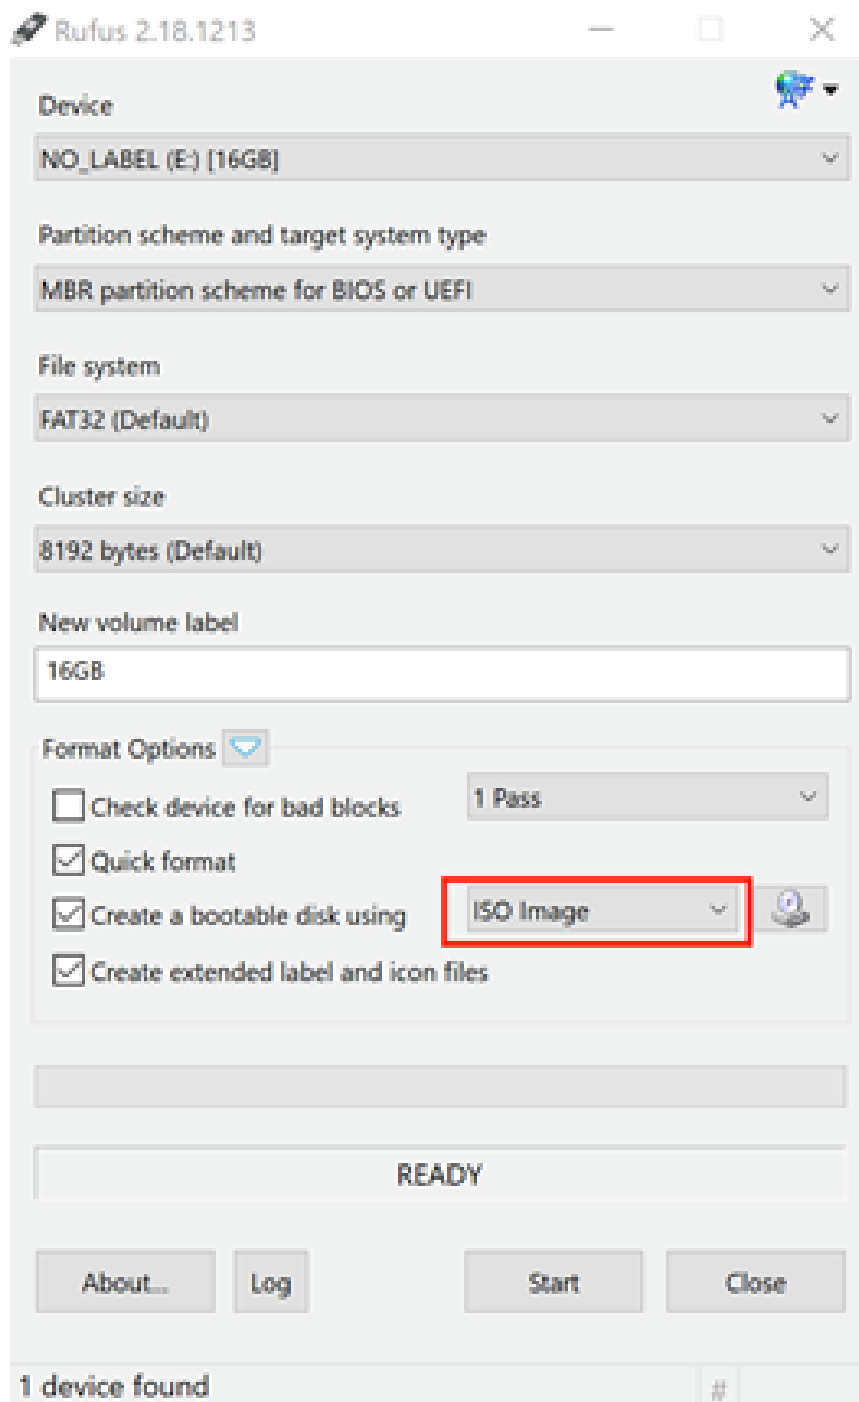 Rufus 2.18.1213
Device
NO_LABEL (E:) [16GB]
Partition scheme and target system type
MBR partition scheme for BIOS or UEFI
File system
FAT32 (Default)
Cluster size
8192 bytes (Default)
New volume label
16GB
Format Options
Check device for bad blocks 1 Pass
Quick format
Create a bootable disk using ISO Image
Create extended label and icon files
READY
About... Log Start Close
1 device found #